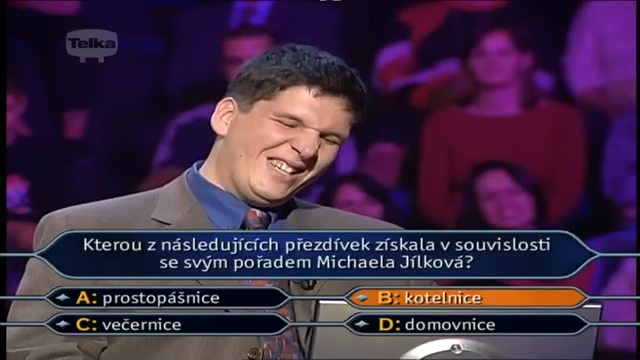 Telka
Kterou z následujících přezdívek získala v souvislosti
se svým pořadem Michaela Jílková?
A: prostopášnice
B: kotelnice
C: večernice
D: domovnice